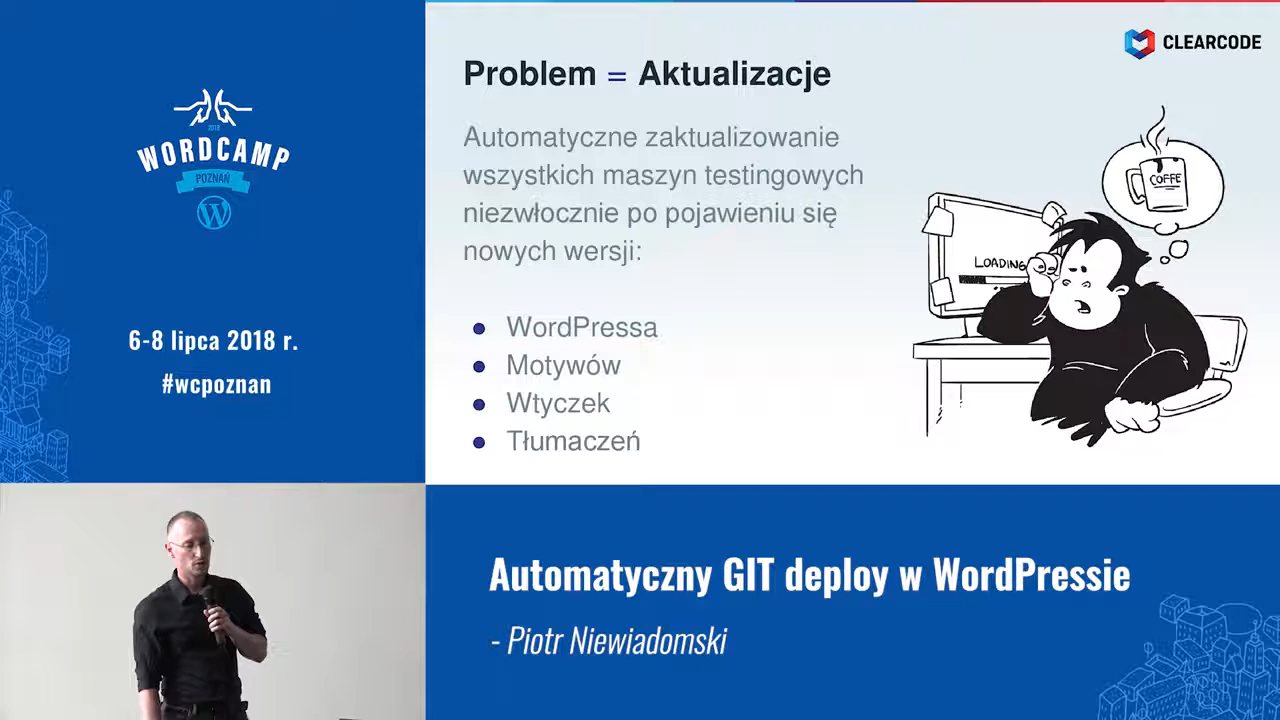 2018
WORDCAMP
POZNAŃ
6-8 lipca 2018 r.
#wcpoznan
CLEARCODE
Problem = Aktualizacje
Automatyczne zaktualizowanie
wszystkich maszyn testingowych
niezwłocznie po pojawieniu się
nowych wersji:
WordPressa
Motywów
Wtyczek
Tłumaczeń
COFFE
LOADING
Automatyczny GIT deploy w WordPressie
- Piotr Niewiadomski